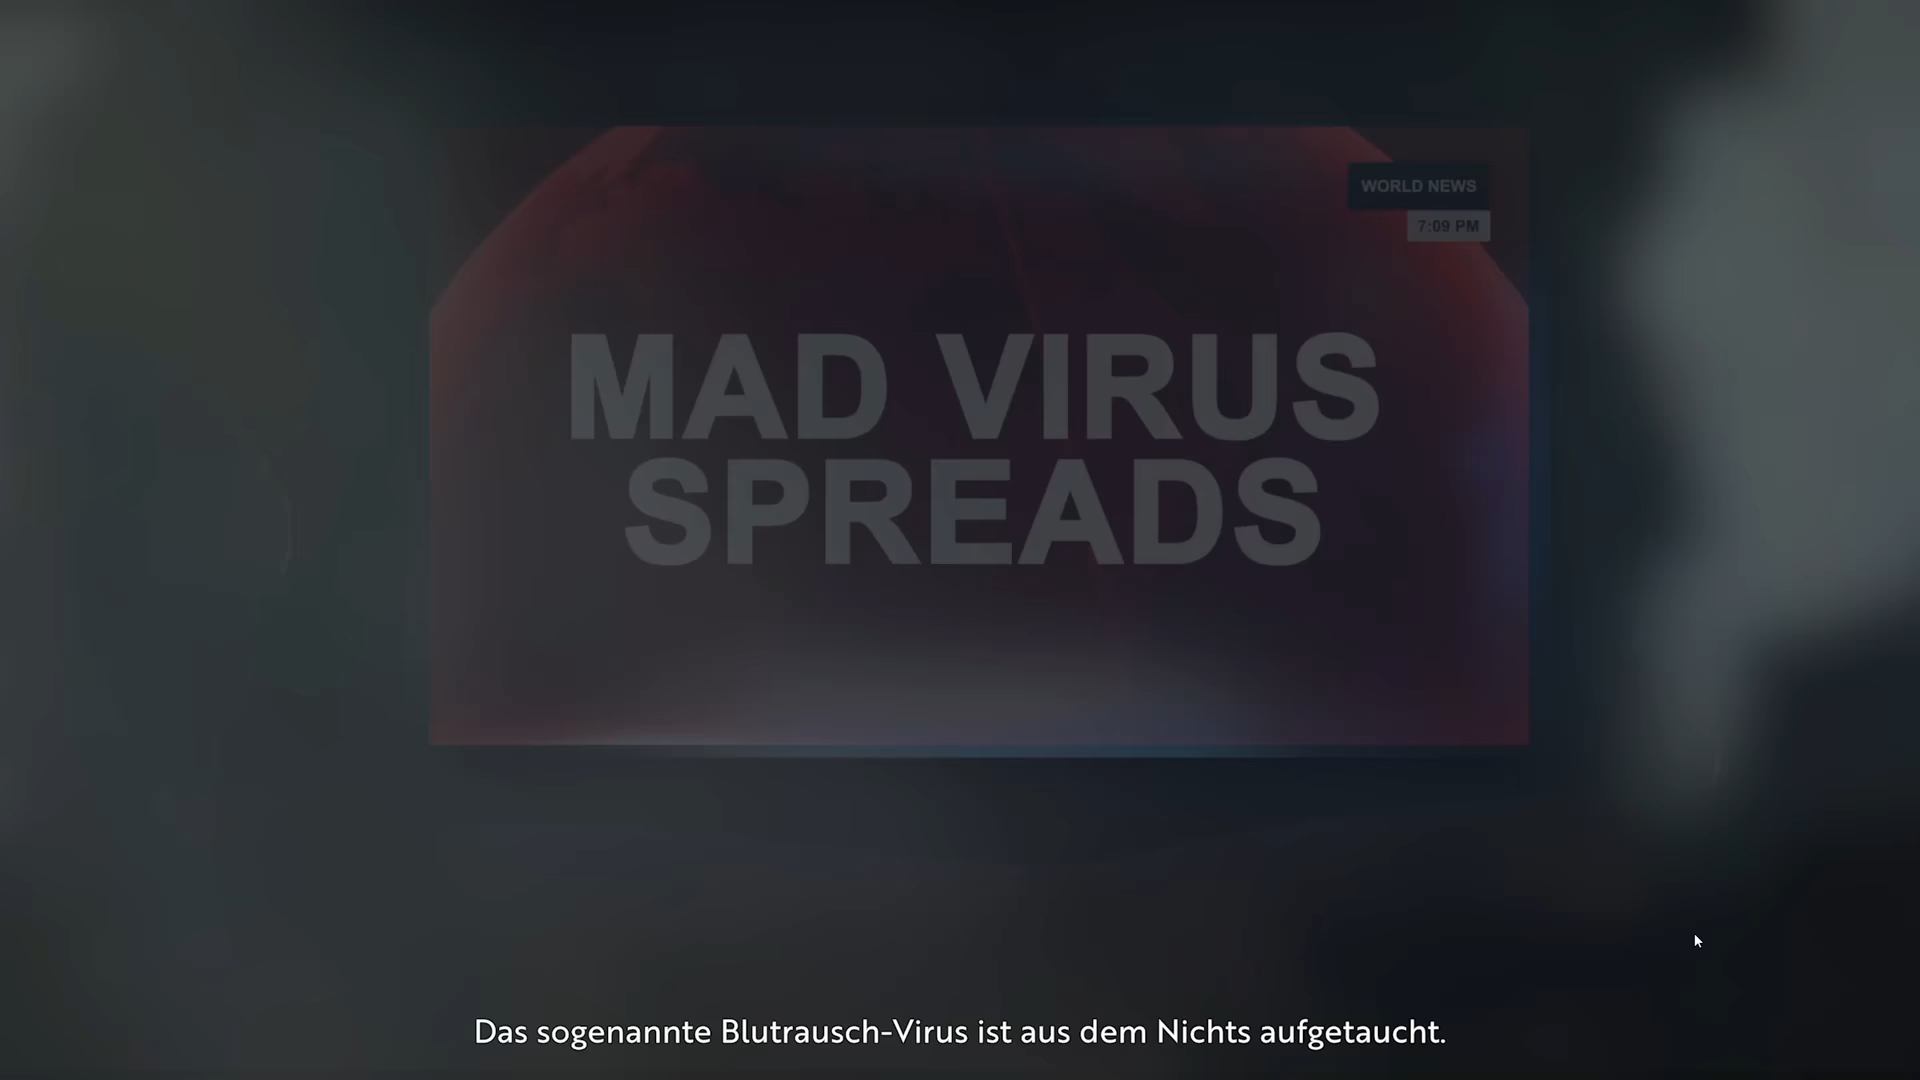 WORLD NEWS
7:09 PM
MAD VIRUS
SPREADS
Das sogenannte Blutrausch-Virus ist aus dem Nichts aufgetaucht.